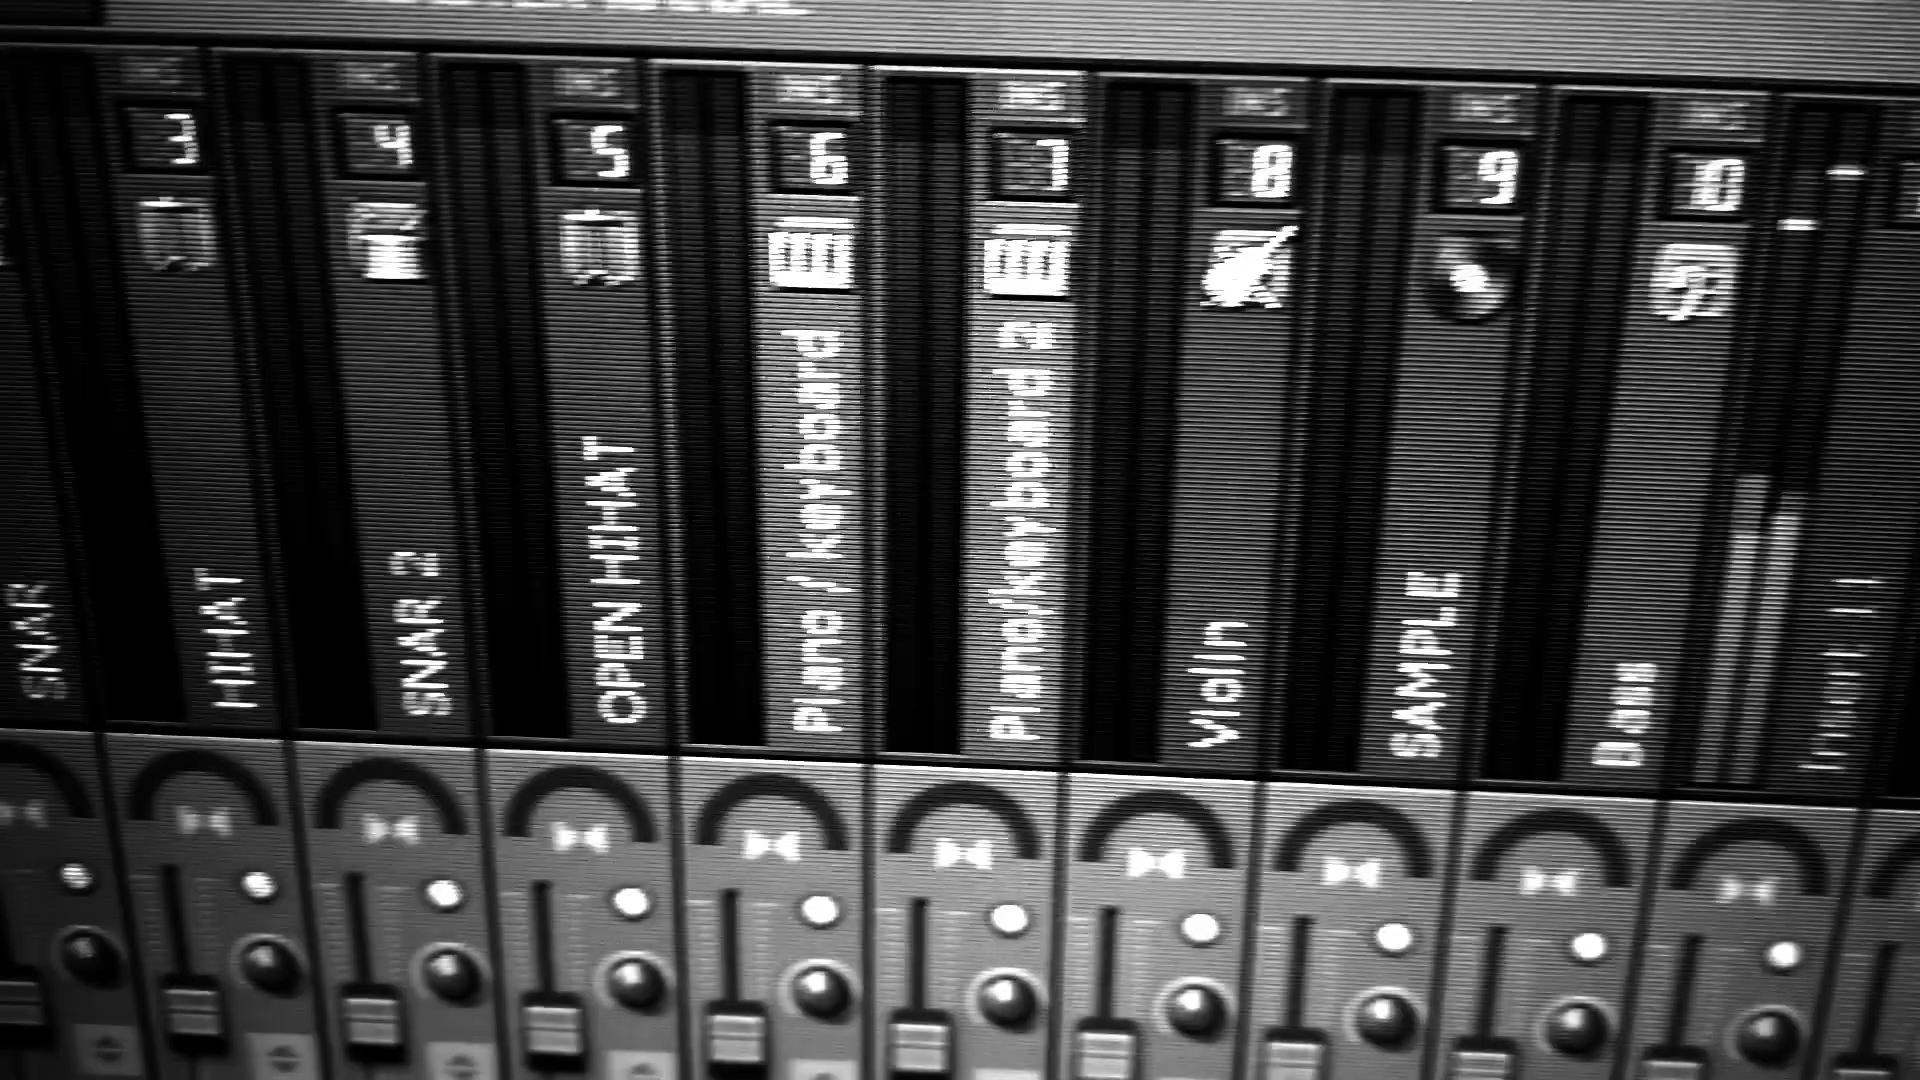 3
4
5
6
7
8
9
10
SNAR
HIHAT
SNAR 2
OPEN HIHAT
Piano / keyboard
Piano/keyboard 2
Violin
SAMPLE